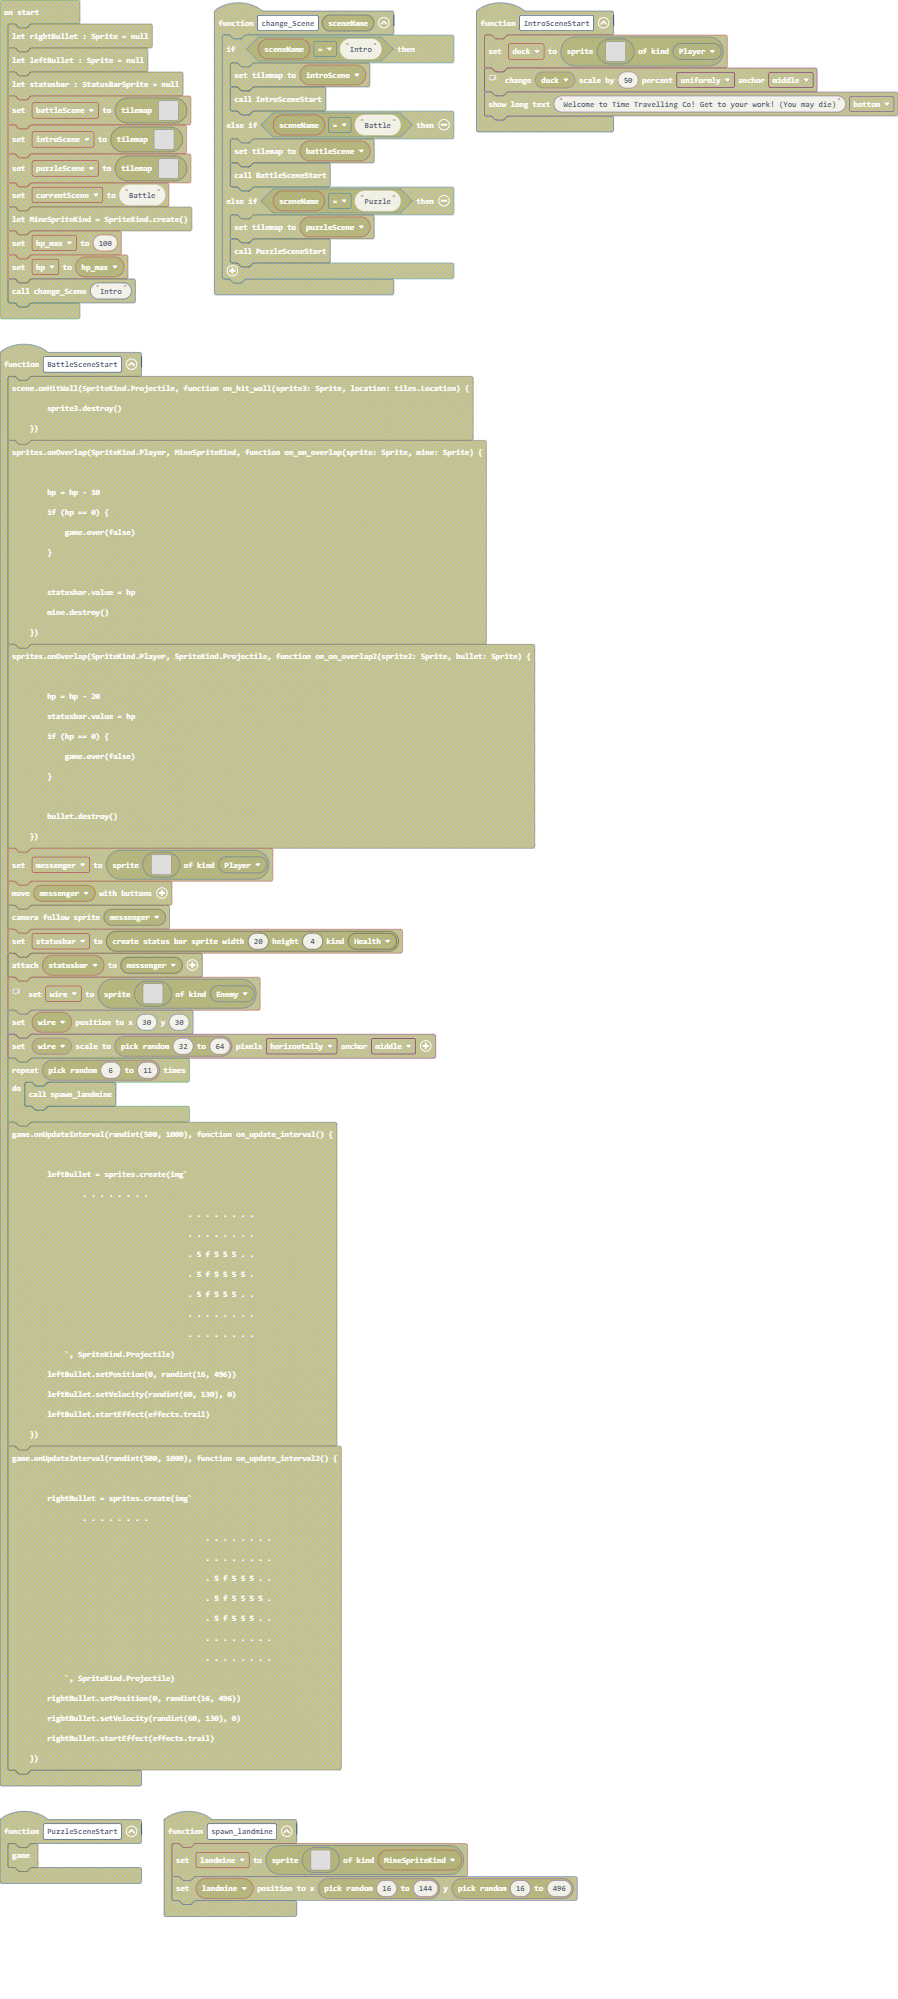 on start
let rightBullet : Sprite = null
let leftBullet : Sprite = null
let statusbar : StatusBarSprite = null
set battleScene to tilemap
set introScene to tilemap
set puzzleScene to tilemap
set currentScene to "Battle"
let MineSpriteKind = SpriteKind.create()
set hp_max to 100
set hp to hp_max
call change_Scene "Intro"
function change_Scene sceneName
if sceneName = "Intro" then
set tilemap to introScene
call IntroSceneStart
else if sceneName = "Battle" then
set tilemap to battleScene
call BattleSceneStart
else if sceneName = "Puzzle" then
set tilemap to puzzleScene
call PuzzleSceneStart
function IntroSceneStart
set duck to sprite of kind Player
change duck scale by 50 percent uniformly anchor middle
show long text "Welcome to Time Travelling Co! Get to your work! (You may die)" bottom
function BattleSceneStart
scene.onHitWall(SpriteKind.Projectile, function on_hit_wall(sprite3: Sprite, location: tiles.Location) {
sprite3.destroy()
})
sprites.onOverlap(SpriteKind.Player, MineSpriteKind, function on_on_overlap(sprite: Sprite, mine: Sprite) {
hp = hp - 10
if (hp == 0) {
game.over(false)
}
statusbar.value = hp
mine.destroy()
})
sprites.onOverlap(SpriteKind.Player, SpriteKind.Projectile, function on_on_overlap2(sprite2: Sprite, bullet: Sprite) {
hp = hp - 20
statusbar.value = hp
if (hp == 0) {
game.over(false)
}
bullet.destroy()
})
set messenger to sprite of kind Player
move messenger with buttons
camera follow sprite messenger
set statusbar to create status bar sprite width 20 height 4 kind Health
attach statusbar to messenger
set wire to sprite of kind Enemy
set wire position to x 30 y 30
set wire scale to pick random 32 to 64 pixels horizontally anchor middle
repeat pick random 6 to 11 times
do call spawn_landmine
game.onUpdateInterval(randint(500, 1000), function on_update_interval() {
leftBullet = sprites.create(img`
. . . . . . . .
. . . . . . . .
. . . . . . . .
. 5 f 5 5 5 . .
. 5 f 5 5 5 5 .
. 5 f 5 5 5 . .
. . . . . . . .
. . . . . . . .
`, SpriteKind.Projectile)
leftBullet.setPosition(0, randint(16, 496))
leftBullet.setVelocity(randint(60, 130), 0)
leftBullet.startEffect(effects.trail)
})
game.onUpdateInterval(randint(500, 1000), function on_update_interval2() {
rightBullet = sprites.create(img`
. . . . . . . .
. . . . . . . .
. . . . . . . .
. 5 f 5 5 5 . .
. 5 f 5 5 5 5 .
. 5 f 5 5 5 . .
. . . . . . . .
. . . . . . . .
`, SpriteKind.Projectile)
rightBullet.setPosition(0, randint(16, 496))
rightBullet.setVelocity(randint(60, 130), 0)
rightBullet.startEffect(effects.trail)
})
function PuzzleSceneStart
game
function spawn_landmine
set landmine to sprite of kind MineSpriteKind
set landmine position to x pick random 16 to 144 y pick random 16 to 496